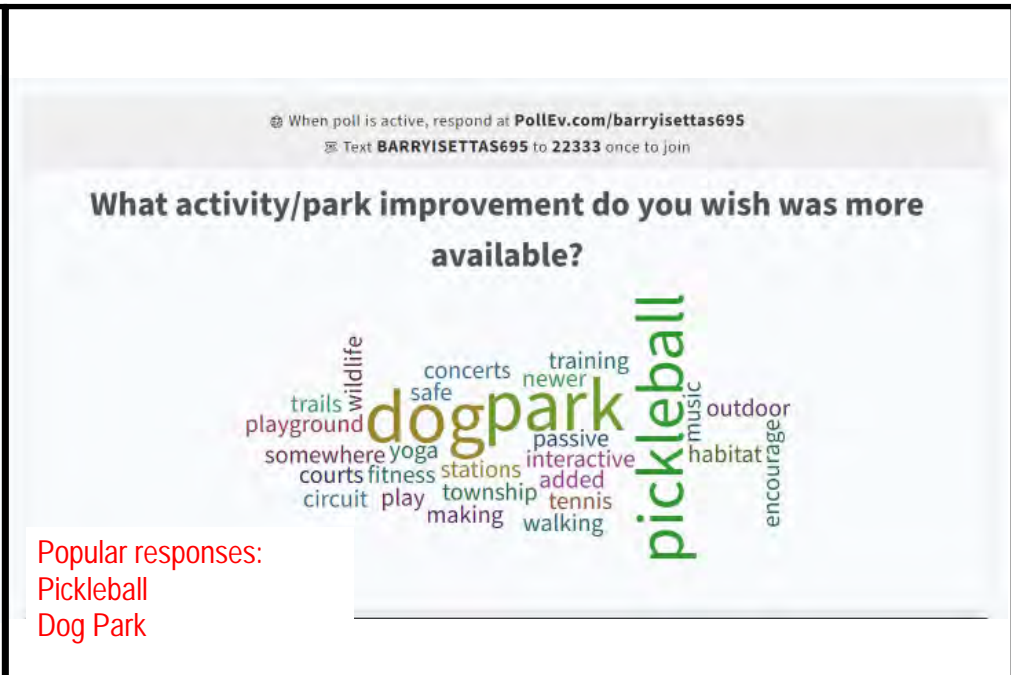 When poll is active, respond at PollEv.com/barryisettas695
Text BARRYISETTAS695 to 22333 once to join
What activity/park improvement do you wish was more
available?
wildlife
concerts
training
newer
safe
trails
dog
park
pickleball
music
outdoor
playground
passive
somewhere
yoga
interactive
habitat
encourage
courts
fitness
stations
added
circuit
play
township
tennis
making
walking
Popular responses:
Pickleball
Dog Park